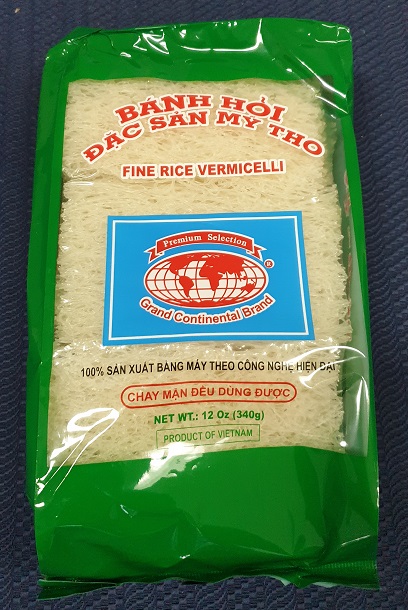 BÁNH HỎI
ĐẶC SẢN MỸ THO
FINE RICE VERMICELLI
Premium Selection
®
Grand Continental Brand
100% SẢN XUẤT BẰNG MÁY THEO CÔNG NGHỆ HIỆN ĐẠI
CHAY MẶN ĐỀU DÙNG ĐƯỢC
NET WT.: 12 Oz (340g)
PRODUCT OF VIETNAM